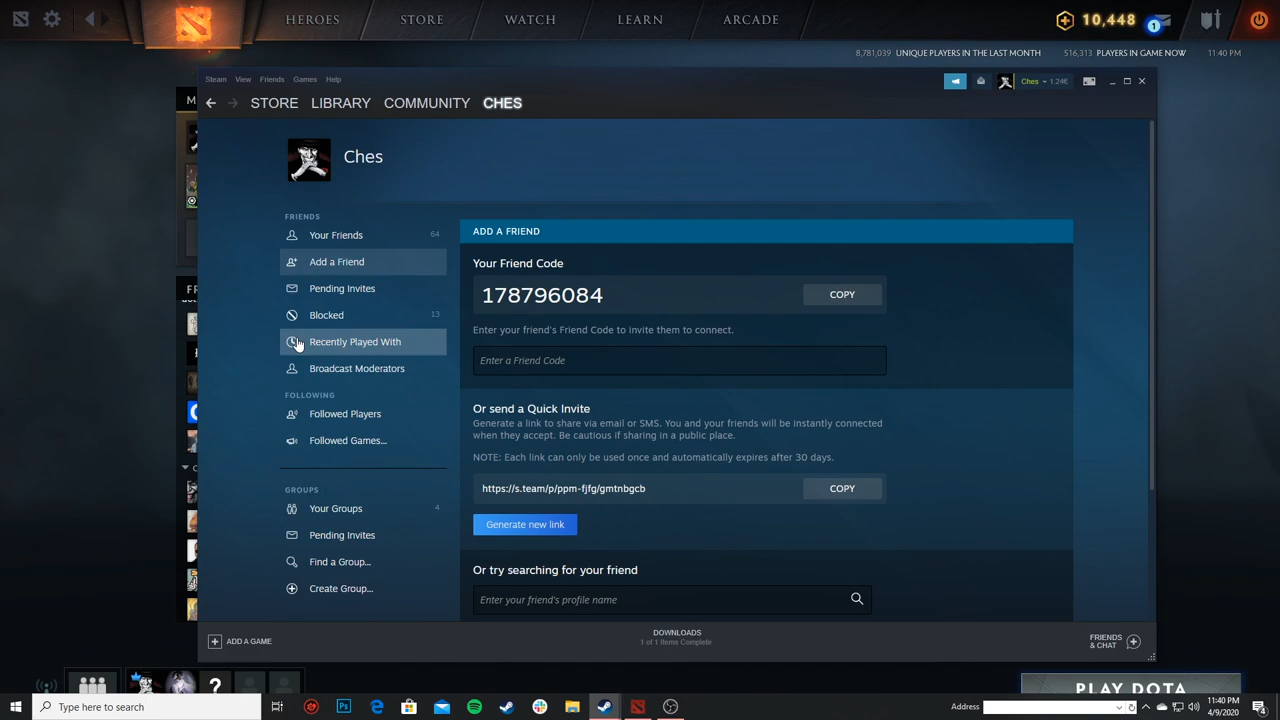 HEROES
STORE
WATCH
LEARN
ARCADE
10,448
1
8,781,039 UNIQUE PLAYERS IN THE LAST MONTH
516,313 PLAYERS IN GAME NOW
11:40 PM
Steam View Friends Games Help
Ches 1.24€
STORE LIBRARY COMMUNITY CHES
M
Ches
FRIENDS
Your Friends 64
Add a Friend
Pending Invites
Blocked 13
Recently Played With
Broadcast Moderators
FOLLOWING
Followed Players
Followed Games...
GROUPS
Your Groups 4
Pending Invites
Find a Group...
Create Group...
ADD A FRIEND
Your Friend Code
178796084
COPY
Enter your friend's Friend Code to invite them to connect.
Enter a Friend Code
Or send a Quick Invite
Generate a link to share via email or SMS. You and your friends will be instantly connected
when they accept. Be cautious if sharing in a public place.
NOTE: Each link can only be used once and automatically expires after 30 days.
https://s.team/p/ppm-fjfg/gmtnbgcb
COPY
Generate new link
Or try searching for your friend
Enter your friend's profile name
ADD A GAME
DOWNLOADS
1 of 1 Items Complete
FRIENDS
& CHAT
?
PLAY DOTA
Type here to search
Address
11:40 PM
4/9/2020